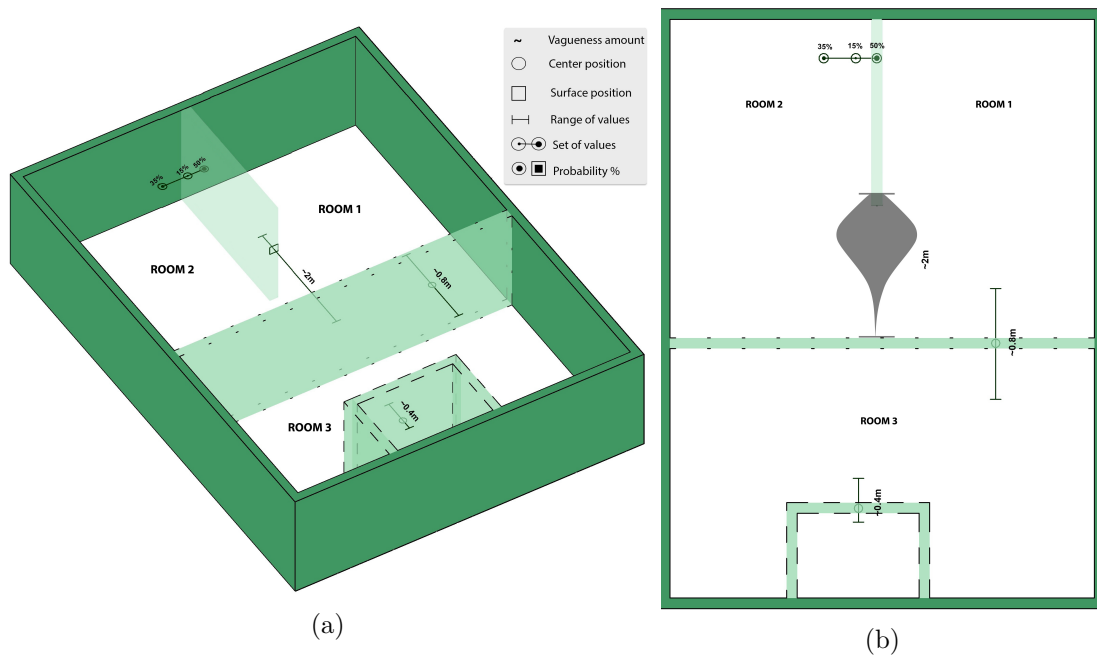 ~ Vagueness amount
Center position
Surface position
Range of values
Set of values
Probability %
35% 15% 50%
ROOM 1
ROOM 2
~2m
~0.8m
ROOM 3
~0.4m
(a)
35% 15% 50%
ROOM 2
ROOM 1
~2m
~0.8m
ROOM 3
~0.4m
(b)